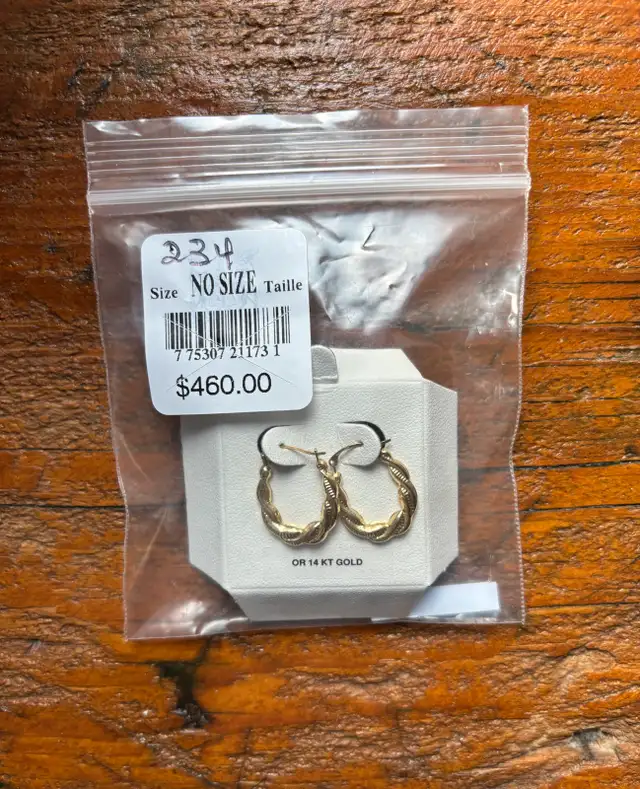 234
Size NO SIZE Taille
7 75307 21173 1
$460.00
OR 14 KT GOLD